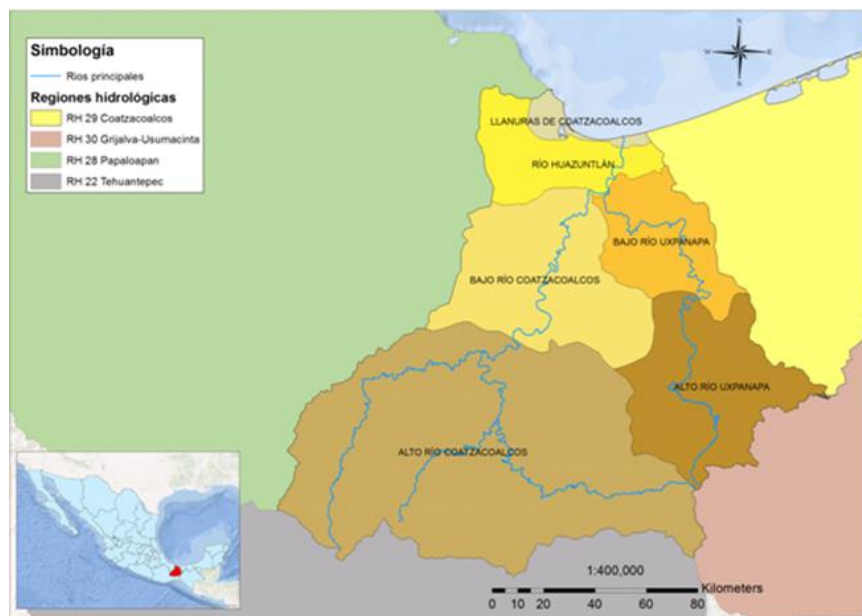 Simbología
Rios principales
Regiones hidrológicas
RH 29 Coatzacoalcos
RH 30 Grijalva-Usumacinta
RH 28 Papaloapan
RH 22 Tehuantepec
N
W
E
S
LLANURAS DE COATZACOALCOS
RÍO HUAZUNTLÁN
BAJO RÍO UXPANAPA
BAJO RÍO COATZACOALCOS
ALTO RÍO UXPANAPA
ALTO RÍO COATZACOALCOS
1:400,000
Kilometers
0 10 20 40 60 80